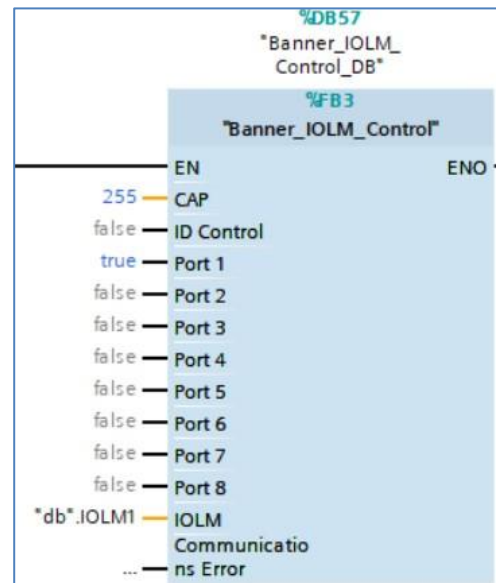 %DB57
"Banner_IOLM_
Control_DB"
%FB3
"Banner_IOLM_Control"
EN ENO
255 CAP
false ID Control
true Port 1
false Port 2
false Port 3
false Port 4
false Port 5
false Port 6
false Port 7
false Port 8
"db".IOLM1 IOLM
Communicatio
... ns Error